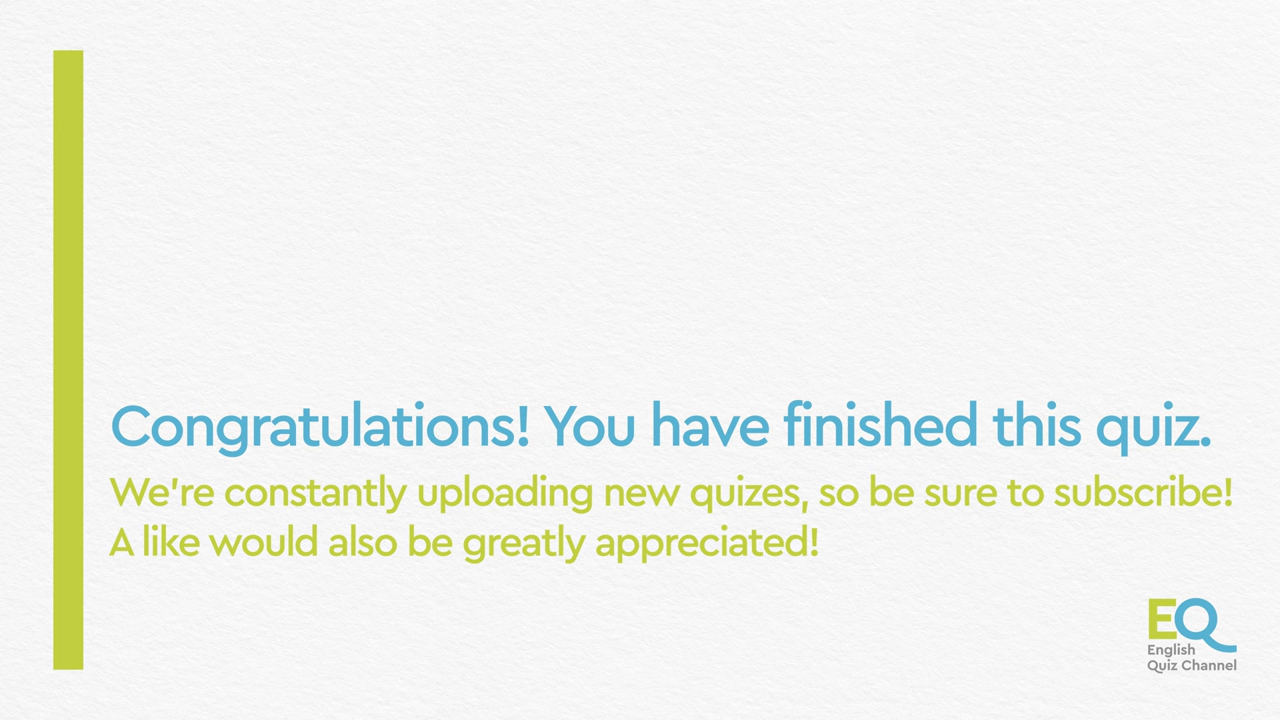 Congratulations! You have finished this quiz.
We're constantly uploading new quizes, so be sure to subscribe!
A like would also be greatly appreciated!
EQ
English
Quiz Channel